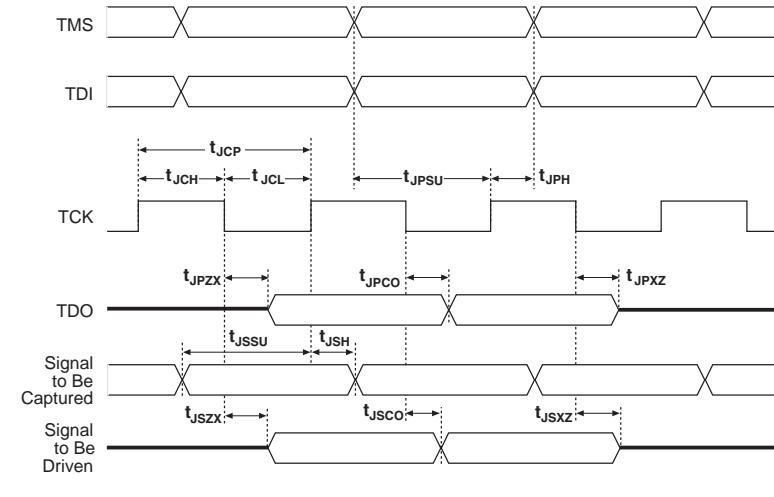 TMS
TDI
tJCP
tJCH
tJCL
tJPSU
tJPH
TCK
tJPZX
tJPCO
tJPXZ
TDO
tJSSU
tJSH
Signal
to Be
Captured
tJSZX
tJSCO
tJSXZ
Signal
to Be
Driven